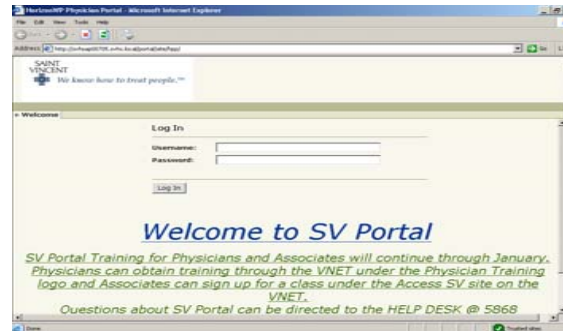 HorizonWP Physician Portal - Microsoft Internet Explorer
File Edit View Tools Help
Address
Go
SAINT
VINCENT
We know how to treat people.℠
Welcome
Log In
Username:
Password:
Log In
Welcome to SV Portal
SV Portal Training for Physicians and Associates will continue through January.
Physicians can obtain training through the VNET under the Physician Training
logo and Associates can sign up for a class under the Access SV site on the
VNET.
Questions about SV Portal can be directed to the HELP DESK @ 5868
Done
Trusted sites